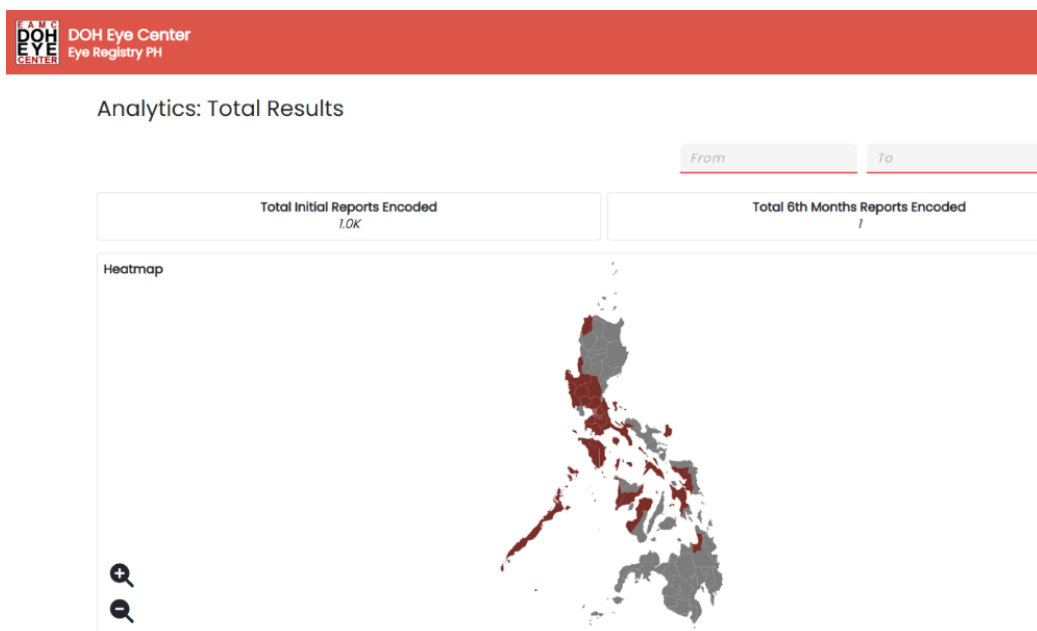 EAMC
DOH
EYE
CENTER
DOH Eye Center
Eye Registry PH
Analytics: Total Results
From
To
Total Initial Reports Encoded
1.0K
Total 6th Months Reports Encoded
1
Heatmap